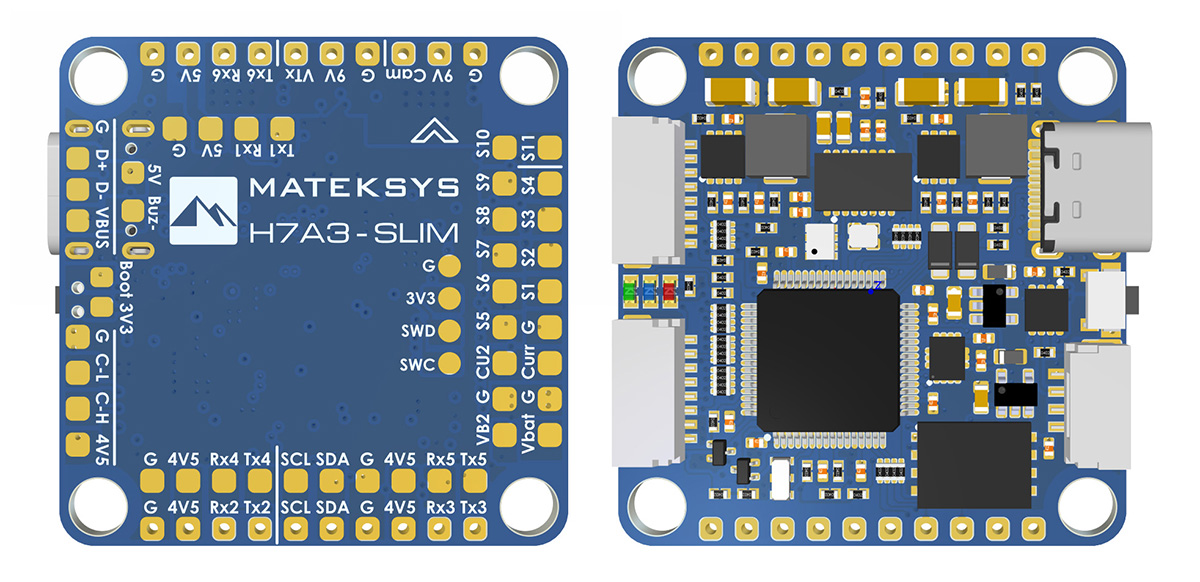 G 5V Rx6 Tx6 VTx 9V G Cam 9V G
G 5V Rx1 Tx1
G D+ D- VBUS
5V Buz-
MATEKSYS
H7A3-SLIM
G
3V3
SWD
SWC
S10 S11
S9 S4
S8 S3
S7 S2
S6 S1
S5 G
CU2 Curr
G G
VB2 Vbat
Boot 3V3
G C-L C-H 4V5
G 4V5 Rx4 Tx4 SCL SDA G 4V5 Rx5 Tx5
G 4V5 Rx2 Tx2 SCL SDA G 4V5 Rx3 Tx3